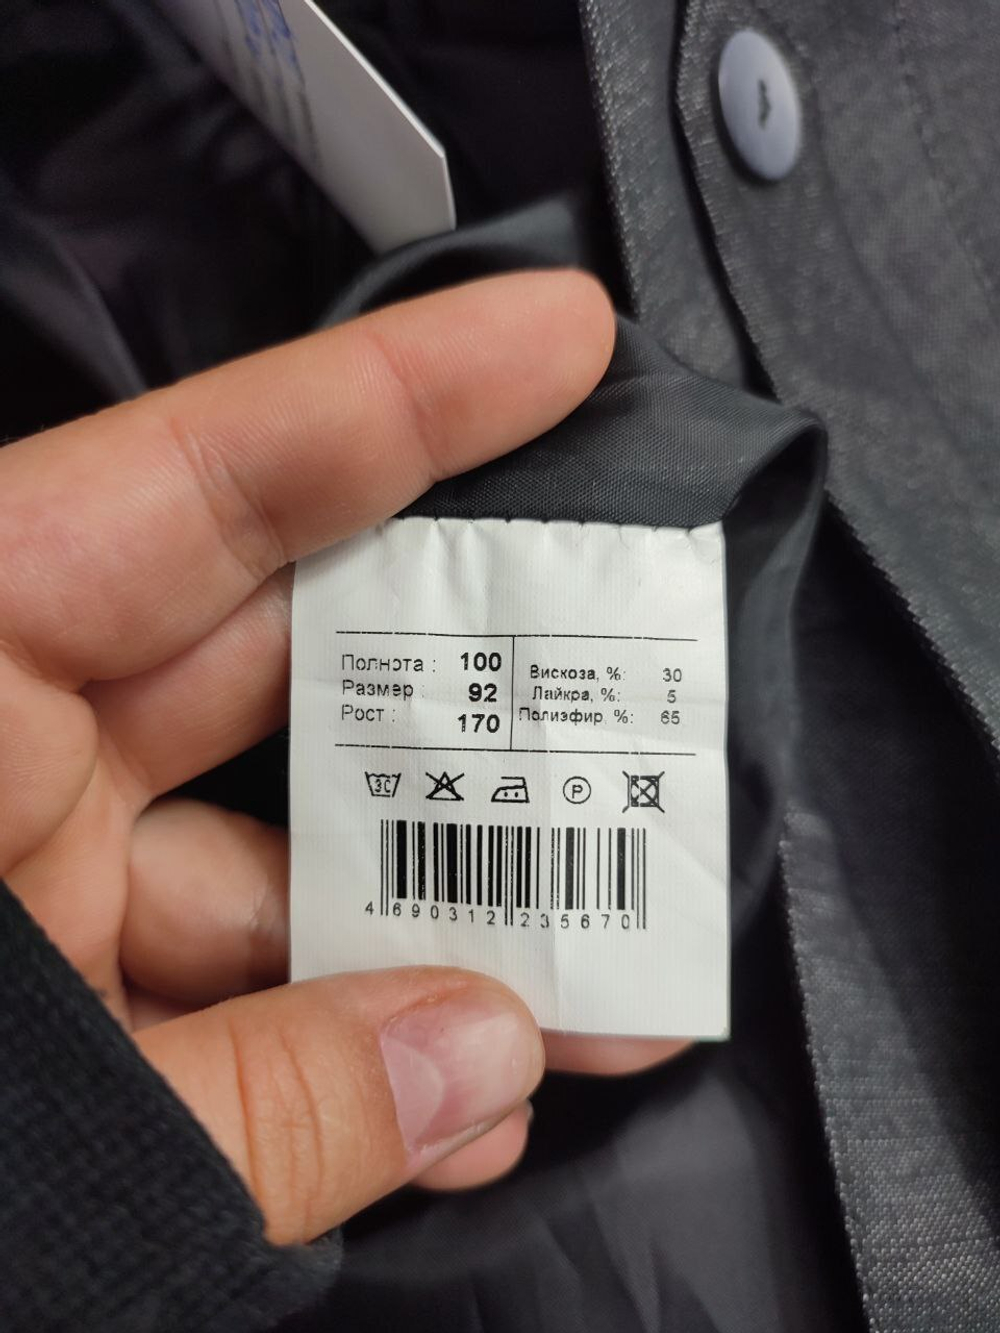 Полнота : 100
Размер : 92
Рост : 170
Вискоза, %: 30
Лайкра, %: 5
Полиэфир, %: 65
30
P
4 690312 235670